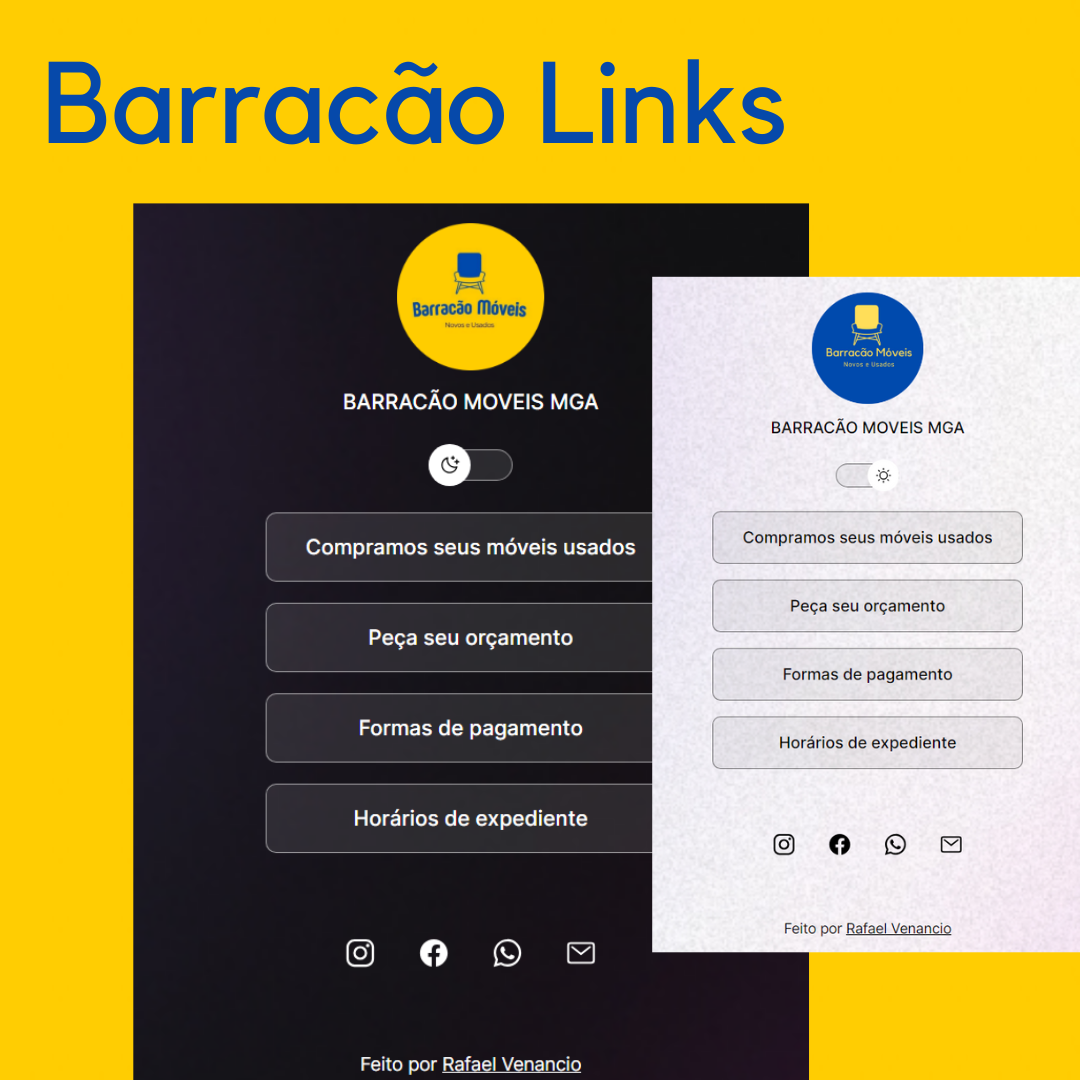 Barracão Links
Barracão Móveis
Novos e Usados
BARRACÃO MOVEIS MGA
Compramos seus móveis usados
Peça seu orçamento
Formas de pagamento
Horários de expediente
Feito por Rafael Venancio
Barracão Móveis
Novos e Usados
BARRACÃO MOVEIS MGA
Compramos seus móveis usados
Peça seu orçamento
Formas de pagamento
Horários de expediente
Feito por Rafael Venancio